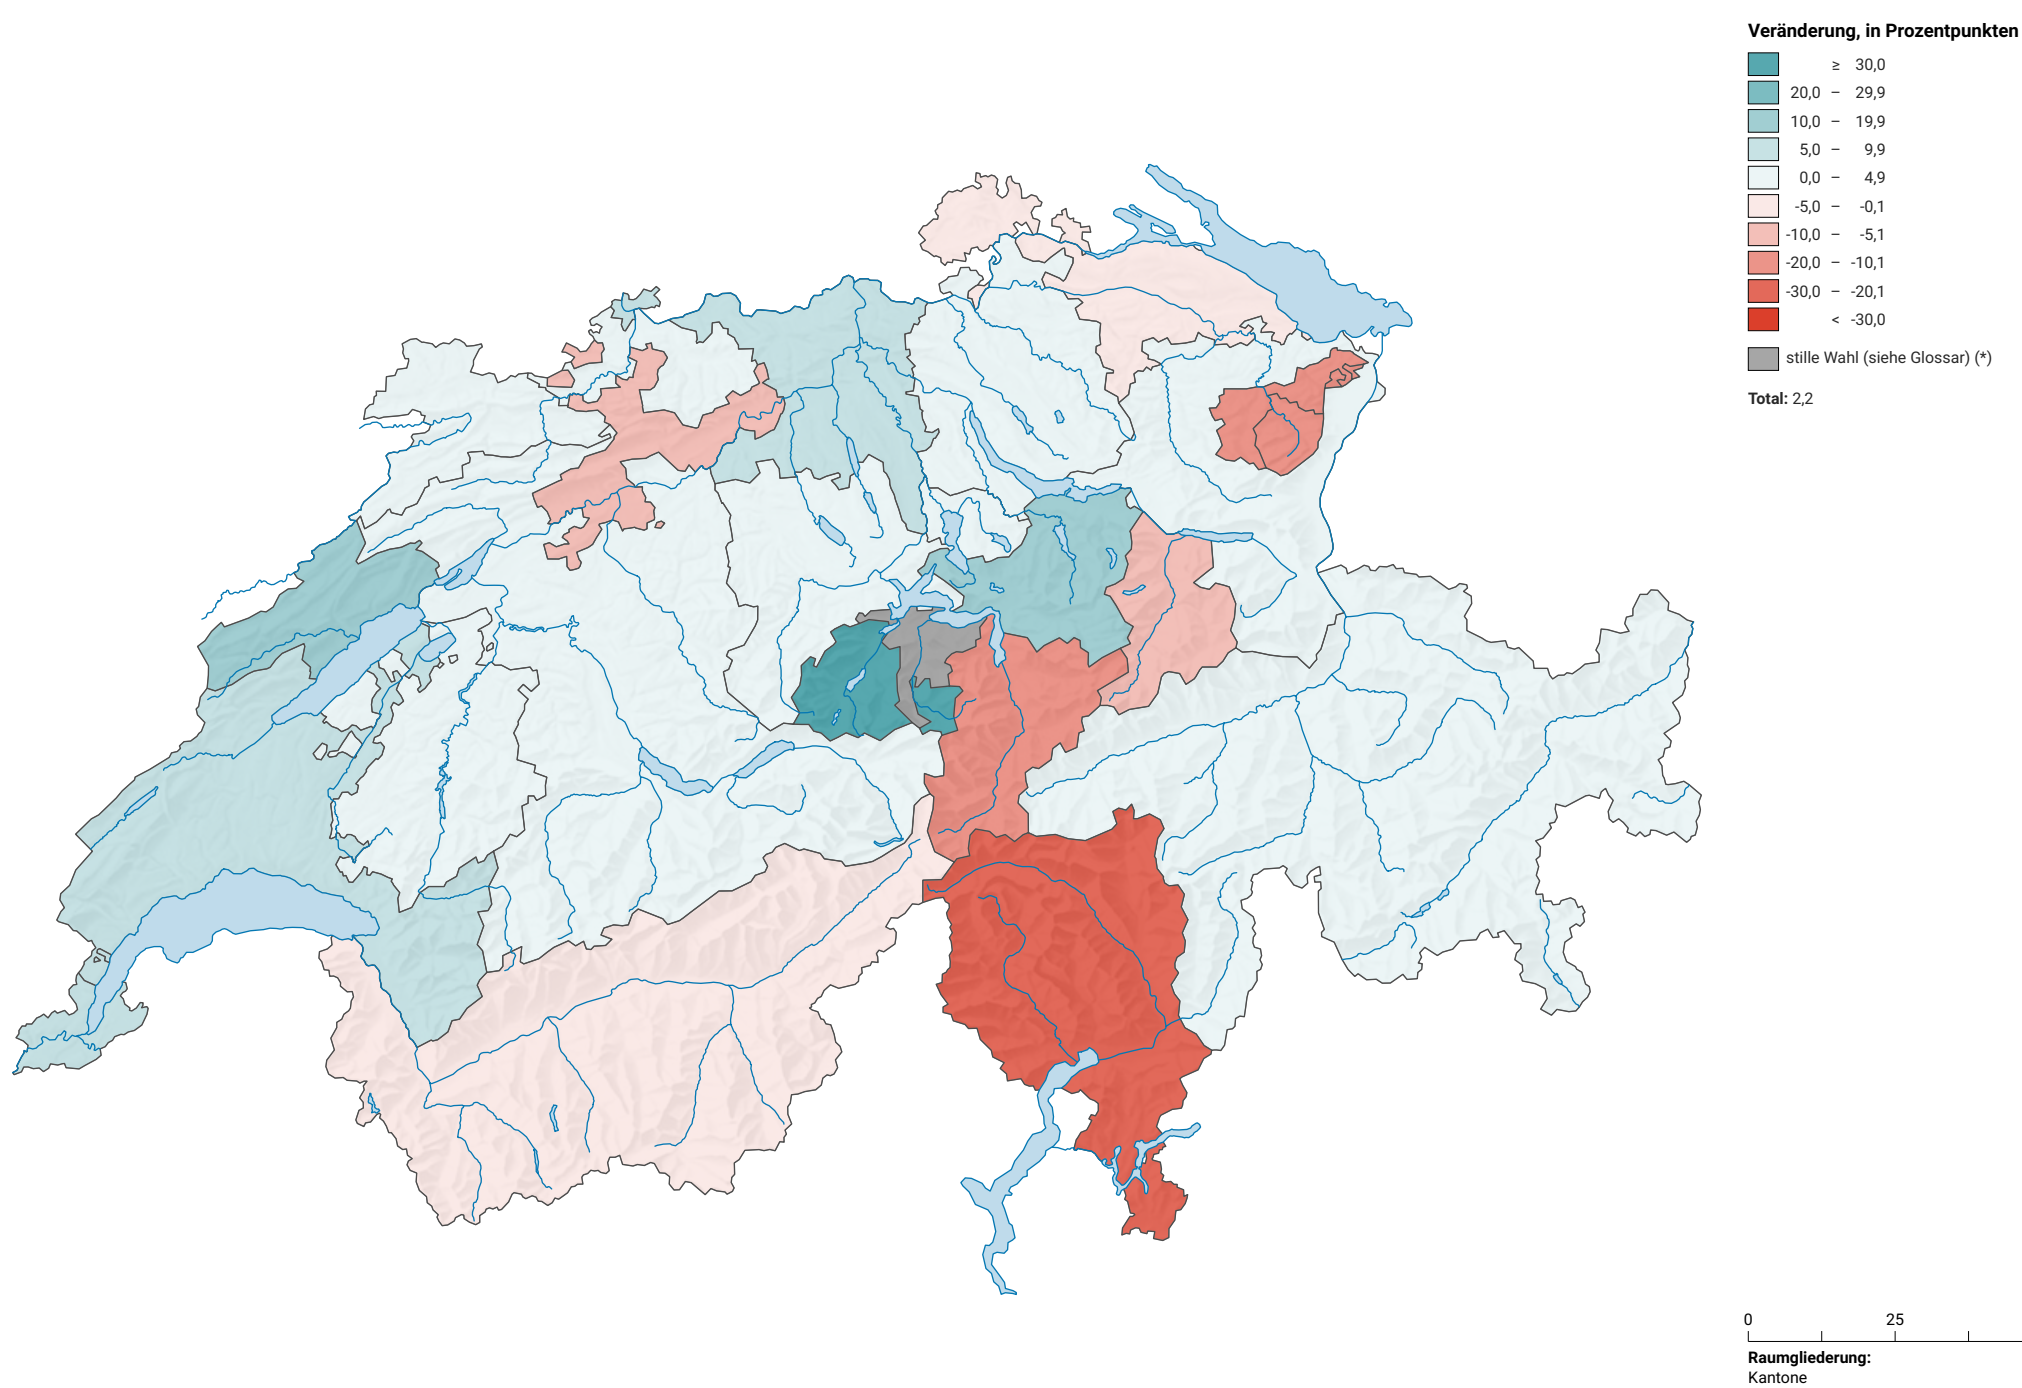 Veränderung, in Prozentpunkten
≥ 30,0
20,0 – 29,9
10,0 – 19,9
5,0 – 9,9
0,0 – 4,9
-5,0 – -0,1
-10,0 – -5,1
-20,0 – -10,1
-30,0 – -20,1
< -30,0
stille Wahl (siehe Glossar) (*)
Total: 2,2
0 25
Raumgliederung:
Kantone